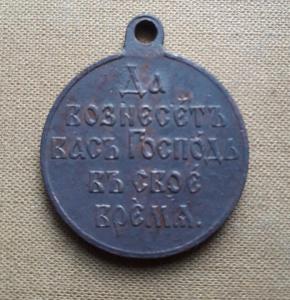 Да
вознесетъ
васъ Господь
въ свое
время.